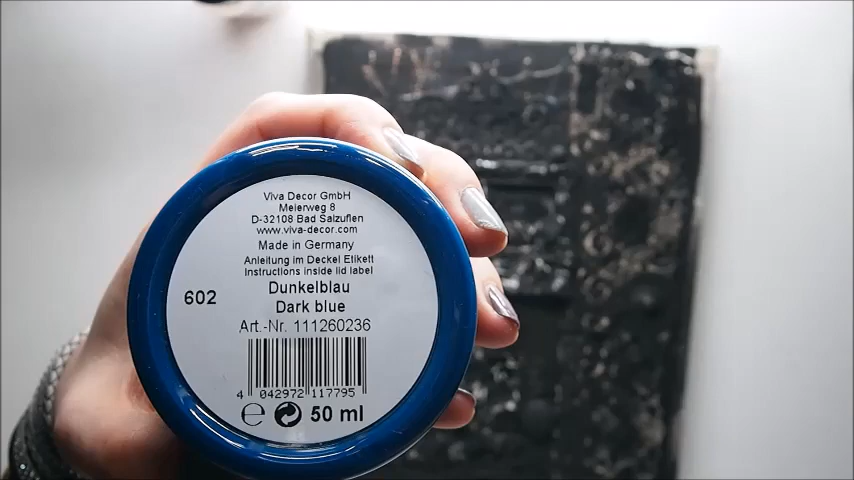 Viva Decor GmbH
Meierweg 8
D-32108 Bad Salzuflen
www.viva-decor.com
Made in Germany
Anleitung im Deckel Etikett
Instructions inside lid label
602
Dunkelblau
Dark blue
Art.-Nr. 111260236
4 042972 117795
e 50 ml